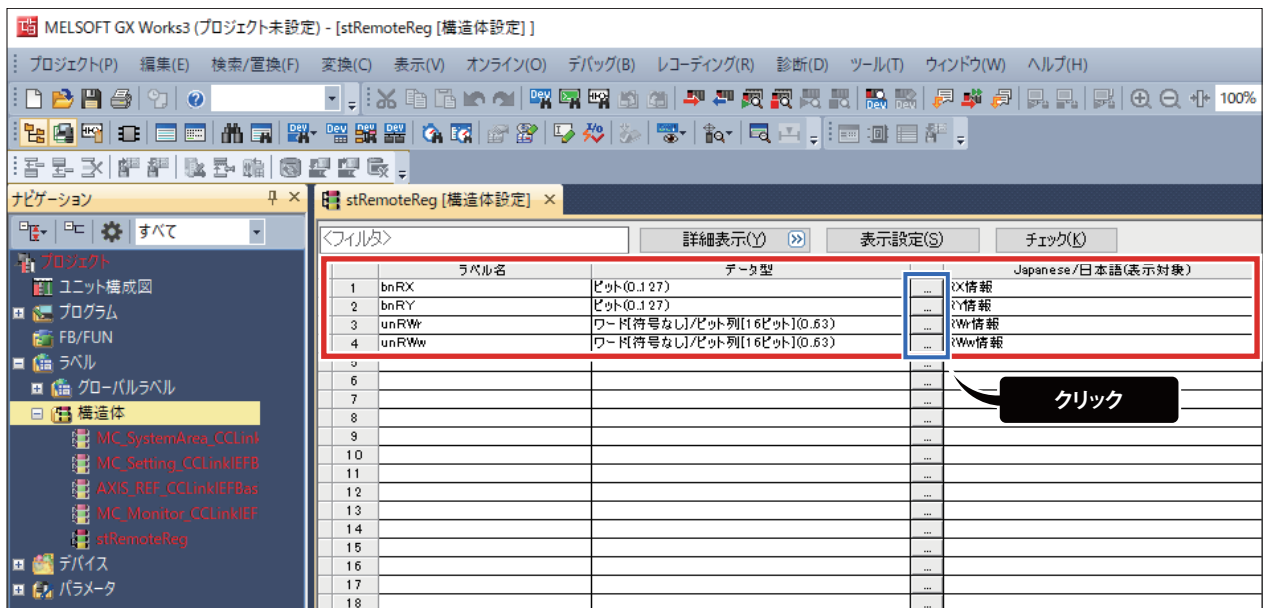 MELSOFT GX Works3 (プロジェクト未設定) - [stRemoteReg [構造体設定] ]
プロジェクト(P) 編集(E) 検索/置換(F) 変換(C) 表示(V) オンライン(O) デバッグ(B) レコーディング(R) 診断(D) ツール(T) ウィンドウ(W) ヘルプ(H)
100%
ナビゲーション
stRemoteReg [構造体設定]
すべて
<フィルタ> 詳細表示(Y) 表示設定(S) チェック(K)
プロジェクト
ユニット構成図
プログラム
FB/FUN
ラベル
グローバルラベル
構造体
MC_SystemArea_CCLink
MC_Setting_CCLinkIEFB
AXIS_REF_CCLinkIEFBas
MC_Monitor_CCLinkIEF
stRemoteReg
デバイス
パラメータ
ラベル名 データ型 Japanese/日本語(表示対象)
1 bnRX ビット(0..127) ... RX情報
2 bnRY ビット(0..127) ... RY情報
3 unRWr ワード[符号なし]/ビット列[16ビット](0..63) ... RWr情報
4 unRWw ワード[符号なし]/ビット列[16ビット](0..63) ... RWw情報
5 ...
6 ...
7 ...
8 ...
9 ...
10 ...
11 ...
12 ...
13 ...
14 ...
15 ...
16 ...
17 ...
18 ...
クリック